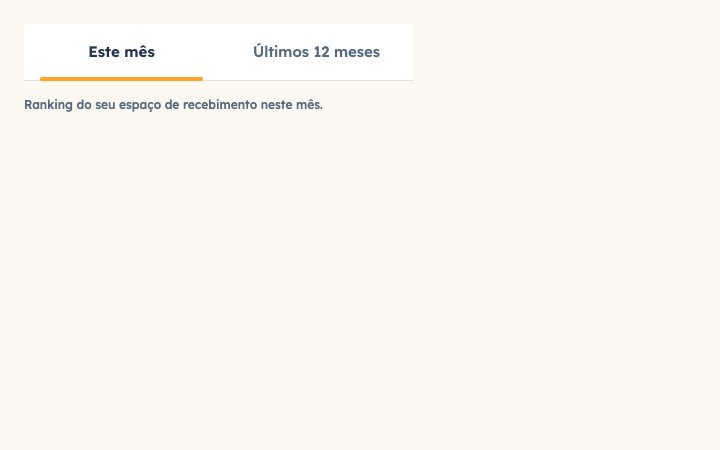 Este mês
Últimos 12 meses
Ranking do seu espaço de recebimento neste mês.